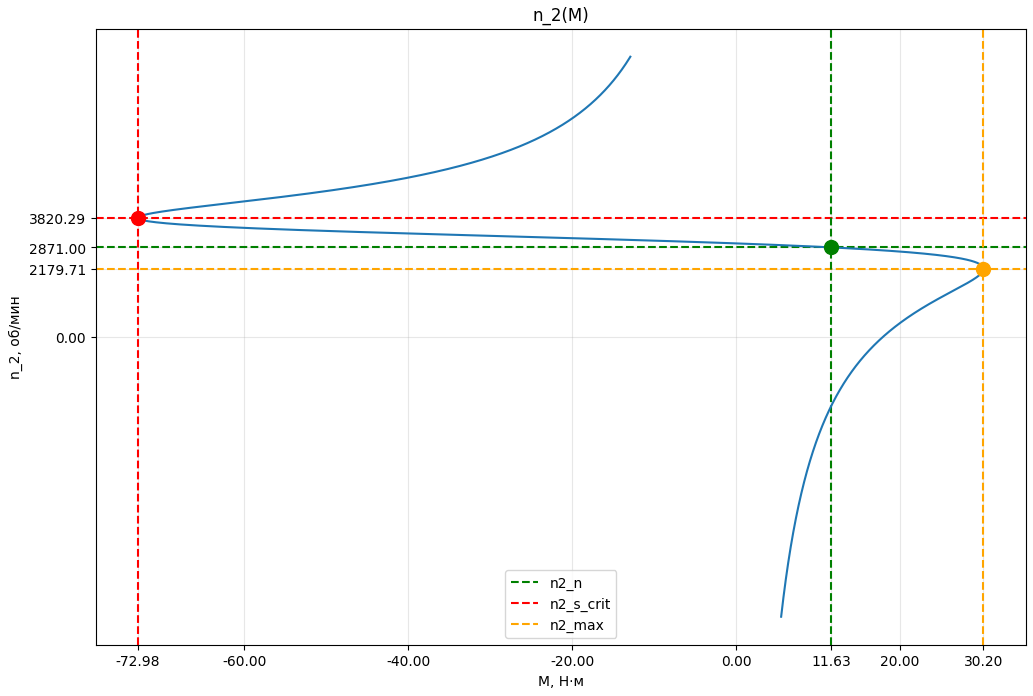 n_2(M)
n_2, об/мин
3820.29
2871.00
2179.71
0.00
n2_n
n2_s_crit
n2_max
-72.98
-60.00
-40.00
-20.00
0.00
11.63
20.00
30.20
M, Н·м